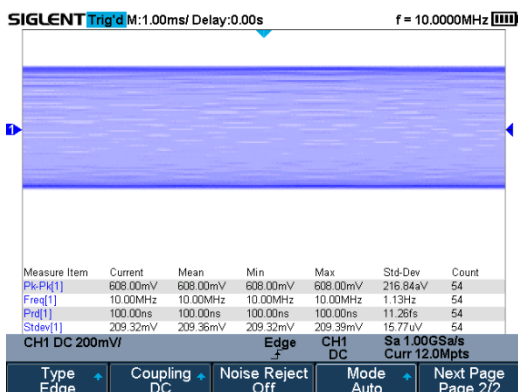 SIGLENT Trig'd M:1.00ms/ Delay:0.00s f = 10.0000MHz
1
Measure Item Current Mean Min Max Std-Dev Count
Pk-Pk[1] 608.00mV 608.00mV 608.00mV 608.00mV 216.84aV 54
Freq[1] 10.00MHz 10.00MHz 10.00MHz 10.00MHz 1.13Hz 54
Prd[1] 100.00ns 100.00ns 100.00ns 100.00ns 11.26fs 54
Stdev[1] 209.32mV 209.36mV 209.32mV 209.39mV 15.77uV 54
CH1 DC 200mV/ Edge CH1 Sa 1.00GSa/s
DC Curr 12.0Mpts
Type Coupling Noise Reject Mode Next Page
Edge DC Off Auto Page 2/2